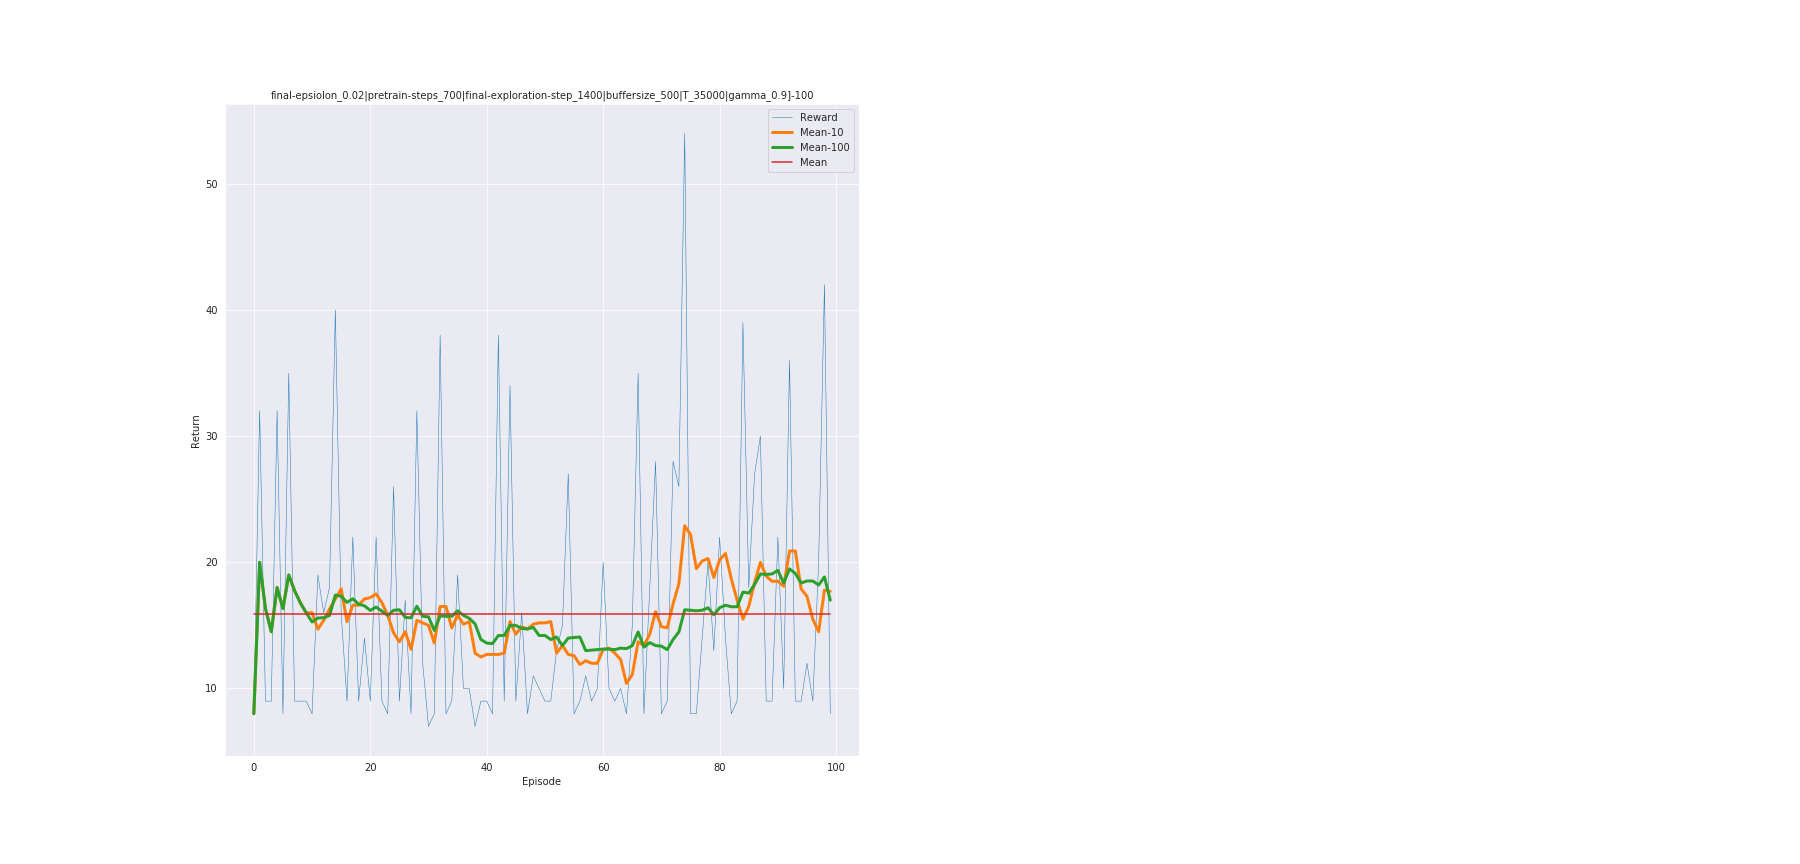 final-epsiolon_0.02|pretrain-steps_700|final-exploration-step_1400|buffersize_500|T_35000|gamma_0.9]-100
Reward
Mean-10
Mean-100
Mean
50
40
30
20
10
Return
0 20 40 60 80 100
Episode